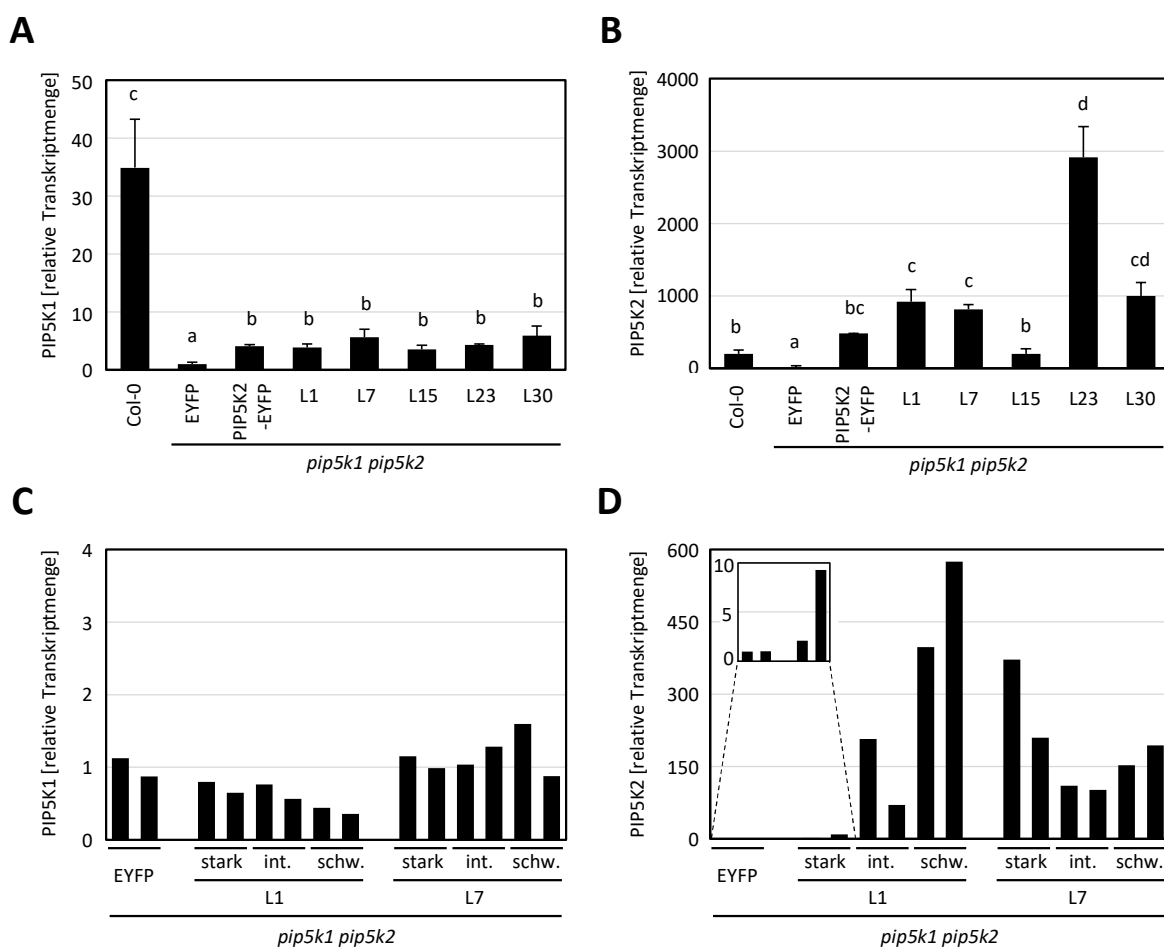 A
PIP5K1 [relative Transkriptmenge]
50
40
30
20
10
0
c
a
b
b
b
b
b
b
Col-0
EYFP
PIP5K2
-EYFP
L1
L7
L15
L23
L30
pip5k1 pip5k2
B
PIP5K2 [relative Transkriptmenge]
4000
3000
2000
1000
0
b
a
bc
c
c
b
d
cd
Col-0
EYFP
PIP5K2
-EYFP
L1
L7
L15
L23
L30
pip5k1 pip5k2
C
PIP5K1 [relative Transkriptmenge]
4
3
2
1
0
EYFP
stark int. schw.
stark int. schw.
L1
L7
pip5k1 pip5k2
D
PIP5K2 [relative Transkriptmenge]
600
450
300
150
0
10
5
0
EYFP
stark int. schw.
stark int. schw.
L1
L7
pip5k1 pip5k2